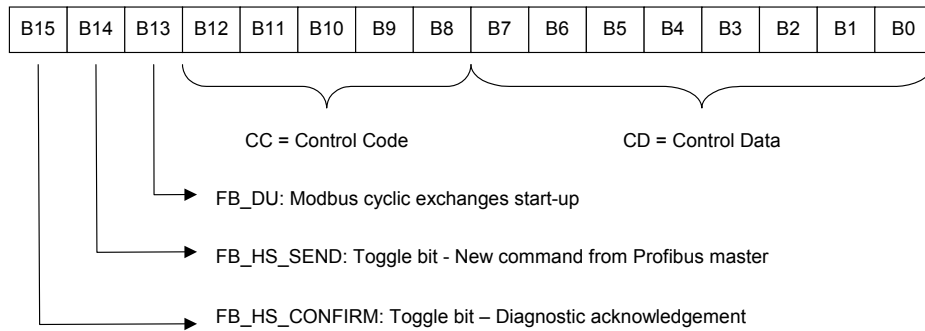 B15 B14 B13 B12 B11 B10 B9 B8 B7 B6 B5 B4 B3 B2 B1 B0
CC = Control Code CD = Control Data
FB_DU: Modbus cyclic exchanges start-up
FB_HS_SEND: Toggle bit - New command from Profibus master
FB_HS_CONFIRM: Toggle bit – Diagnostic acknowledgement